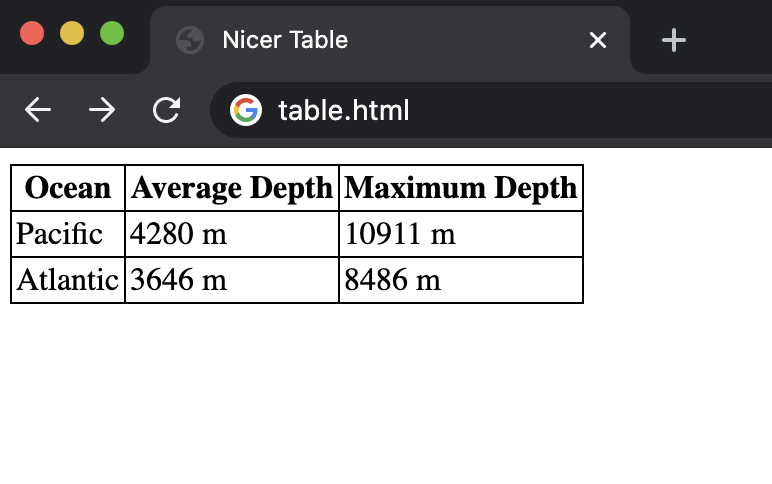 Nicer Table
table.html
Ocean Average Depth Maximum Depth
Pacific 4280 m 10911 m
Atlantic 3646 m 8486 m